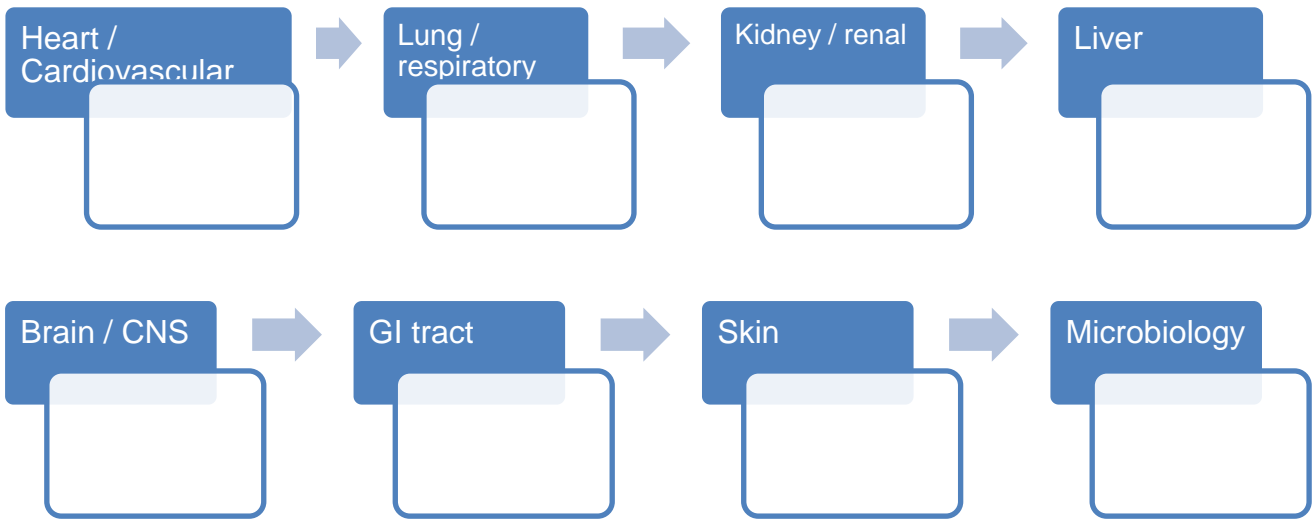 Heart /
Cardiovascular
Lung /
respiratory
Kidney / renal
Liver
Brain / CNS
GI tract
Skin
Microbiology